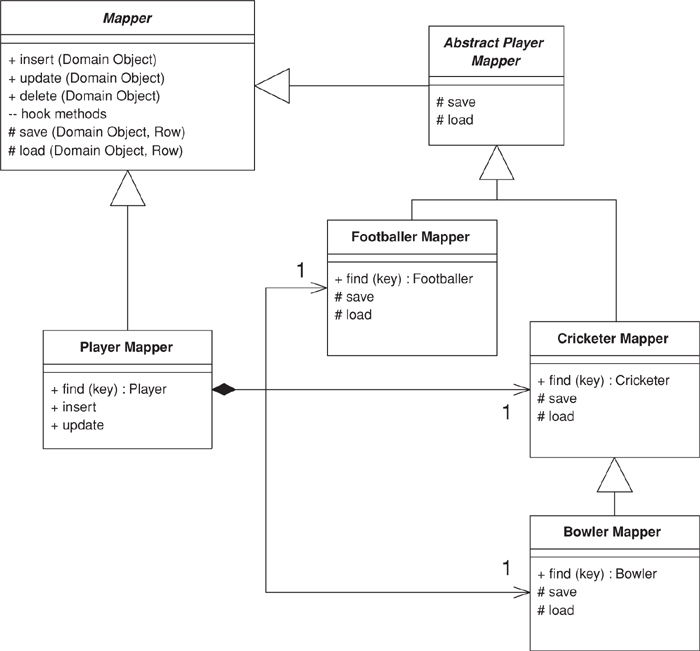 Mapper
+ insert (Domain Object)
+ update (Domain Object)
+ delete (Domain Object)
-- hook methods
# save (Domain Object, Row)
# load (Domain Object, Row)
Abstract Player
Mapper
# save
# load
Footballer Mapper
+ find (key) : Footballer
# save
# load
1
Player Mapper
+ find (key) : Player
+ insert
+ update
Cricketer Mapper
+ find (key) : Cricketer
# save
# load
1
Bowler Mapper
+ find (key) : Bowler
# save
# load
1